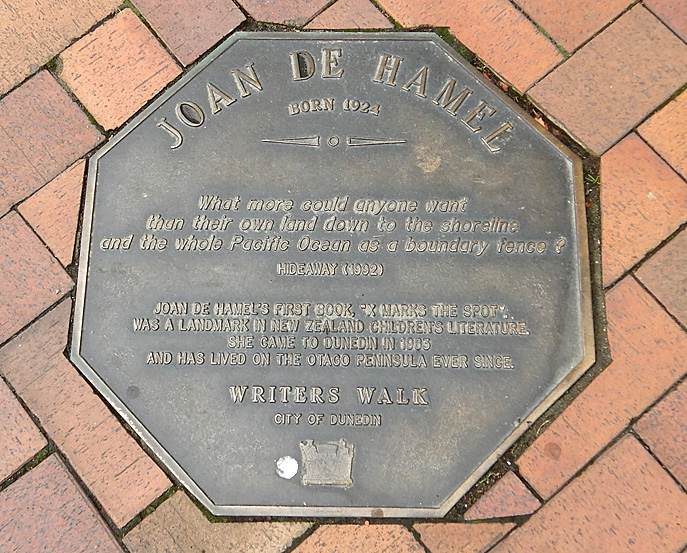 JOAN DE HAMEL
BORN 1924
What more could anyone want
than their own land down to the shoreline
and the whole Pacific Ocean as a boundary fence ?
HIDEAWAY (1992)
JOAN DE HAMEL'S FIRST BOOK, "X MARKS THE SPOT",
WAS A LANDMARK IN NEW ZEALAND CHILDREN'S LITERATURE.
SHE CAME TO DUNEDIN IN 1955
AND HAS LIVED ON THE OTAGO PENINSULA EVER SINCE.
WRITERS WALK
CITY OF DUNEDIN